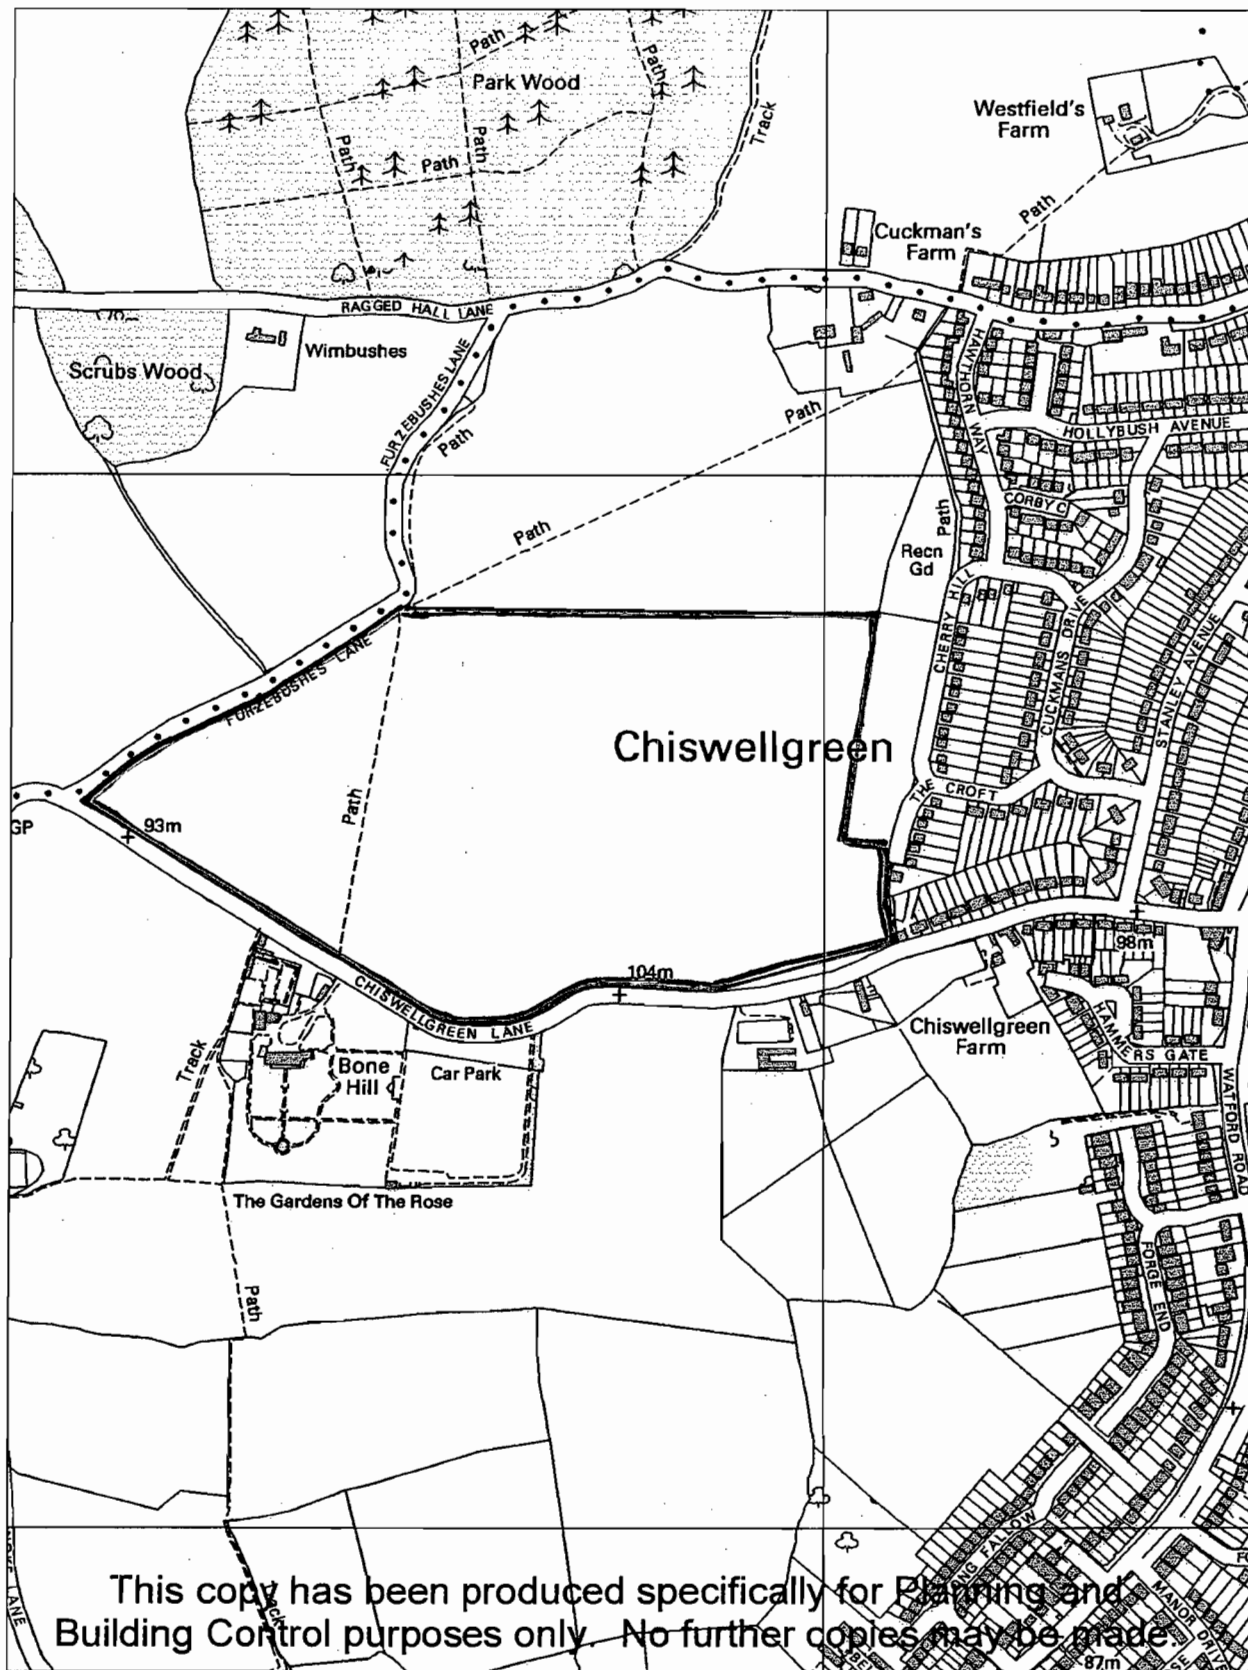 Path
Park Wood
Path
Track
Westfield's
Farm
Path
Path
Path
Path
Cuckman's
Farm
RAGGED HALL LANE
Wimbushes
Scrubs Wood
FURZEBUSHES LANE
Path
Path
HAWTHORN WAY
HOLLYBUSH AVENUE
Path
CORBY C
Path
Recn
Gd
CHERRY HILL
CUCKMANS DRIVE
STANLEY AVENUE
FURZEBUSHES LANE
Chiswellgreen
Path
THE CROFT
GP
93m
98m
104m
CHISWELLGREEN LANE
Chiswellgreen
Farm
HAMMERS GATE
WATFORD ROAD
Track
Bone
Hill
Car Park
The Gardens Of The Rose
Path
FORGE END
LONG FALLOW
MANOR DRIVE
LANE
Track
This copy has been produced specifically for Planning and
Building Control purposes only. No further copies may be made.
87m